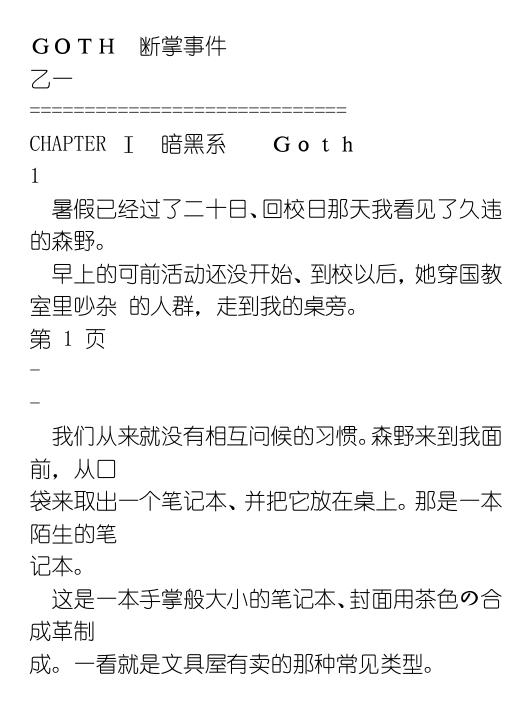 GOTH 断掌事件
乙一
=============================
CHAPTER Ⅰ 暗黑系 Goth
1
暑假已经过了二十日、回校日那天我看见了久违
的森野。
早上的可前活动还没开始、到校以后，她穿国教
室里吵杂 的人群，走到我的桌旁。
第 1 页
-
-
我们从来就没有相互问候的习惯。森野来到我面
前，从口
袋来取出一个笔记本、并把它放在桌上。那是一本
陌生的笔
记本。
这是一本手掌般大小的笔记本、封面用茶色の合
成革制
成。一看就是文具屋有卖的那种常见类型。